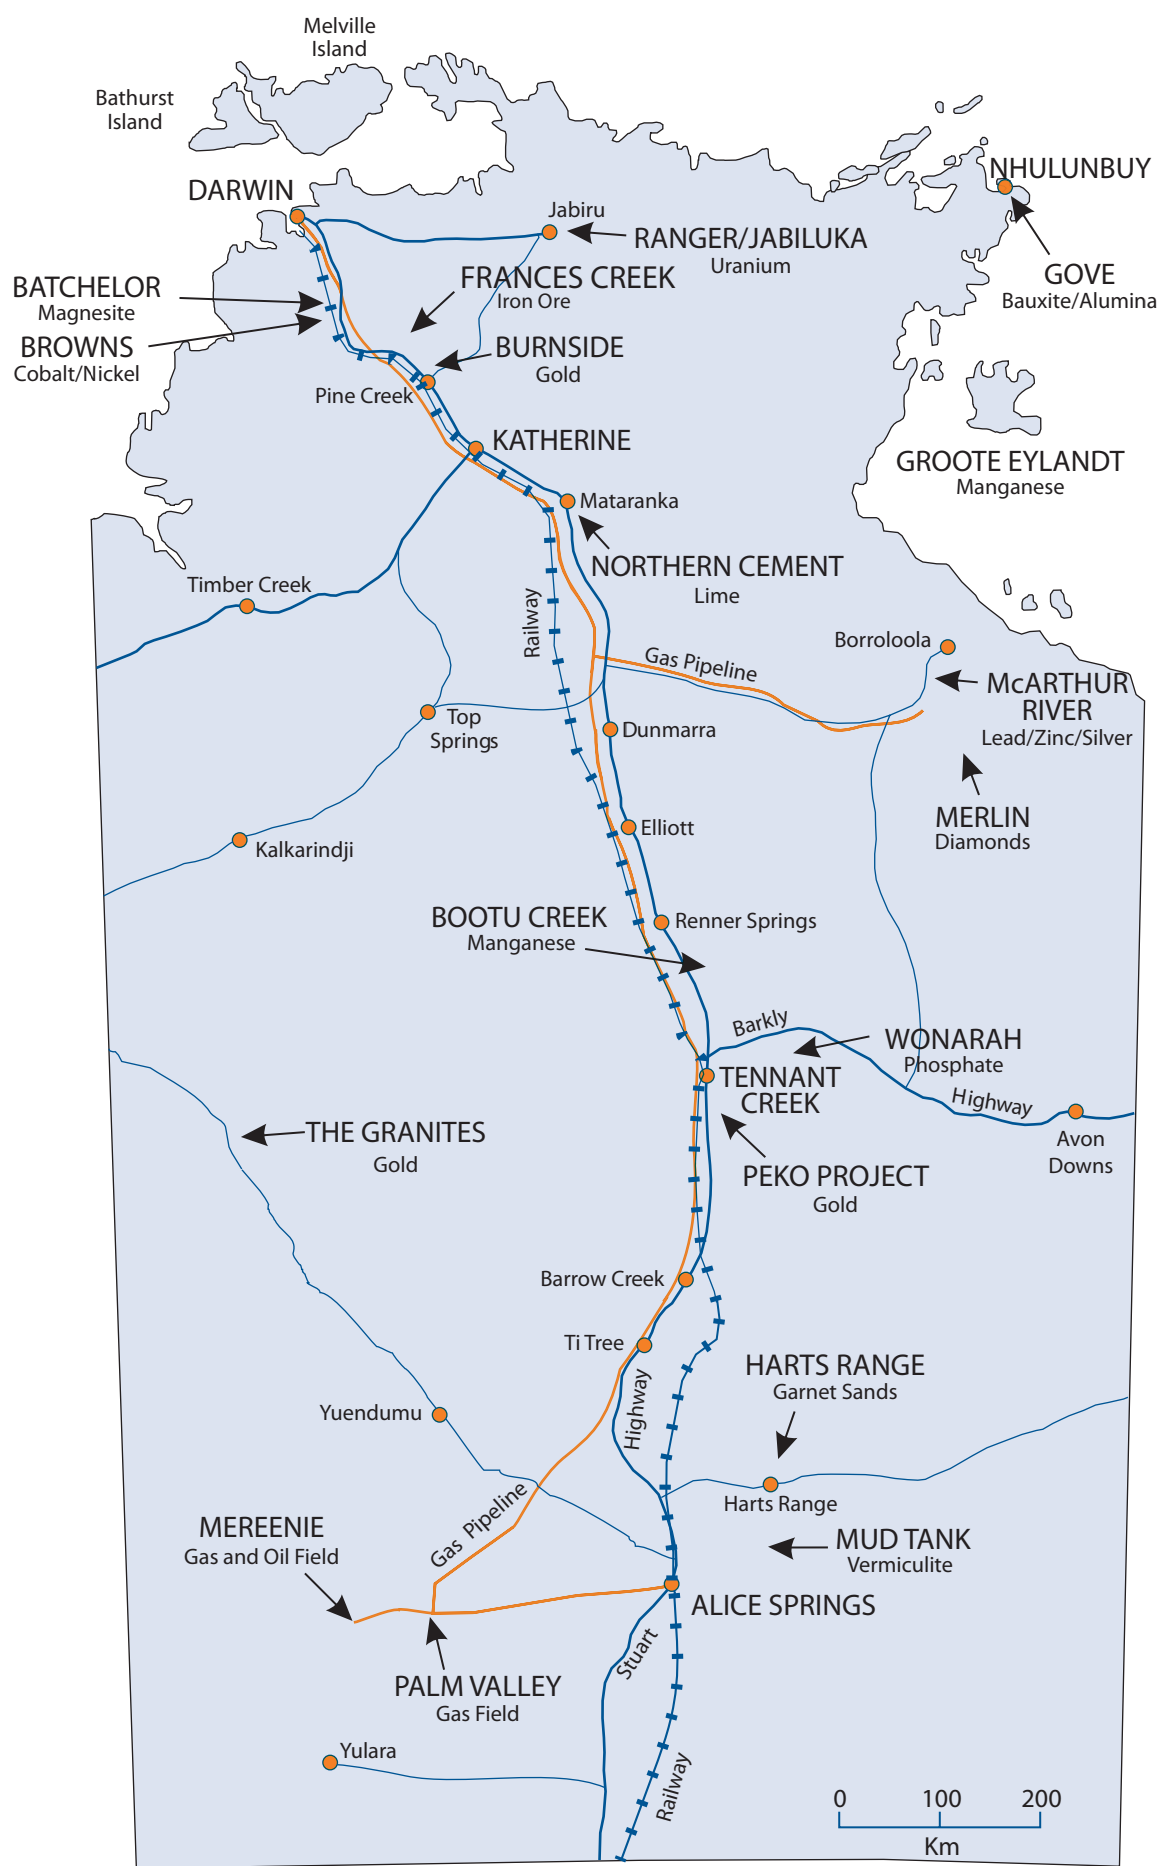 Melville
Island
Bathurst
Island
DARWIN
NHULUNBUY
Jabiru
RANGER/JABILUKA
Uranium
GOVE
Bauxite/Alumina
FRANCES CREEK
Iron Ore
BATCHELOR
Magnesite
BROWNS
Cobalt/Nickel
BURNSIDE
Gold
Pine Creek
KATHERINE
GROOTE EYLANDT
Manganese
Mataranka
NORTHERN CEMENT
Lime
Timber Creek
Railway
Borroloola
Gas Pipeline
McARTHUR
RIVER
Lead/Zinc/Silver
Top
Springs
Dunmarra
MERLIN
Diamonds
Elliott
Kalkarindji
BOOTU CREEK
Manganese
Renner Springs
Barkly
WONARAH
Phosphate
TENNANT
CREEK
Highway
Avon
Downs
THE GRANITES
Gold
PEKO PROJECT
Gold
Barrow Creek
Ti Tree
HARTS RANGE
Garnet Sands
Highway
Yuendumu
Harts Range
Gas Pipeline
MEREENIE
Gas and Oil Field
MUD TANK
Vermiculite
ALICE SPRINGS
Stuart
PALM VALLEY
Gas Field
Yulara
Railway
0 100 200
Km